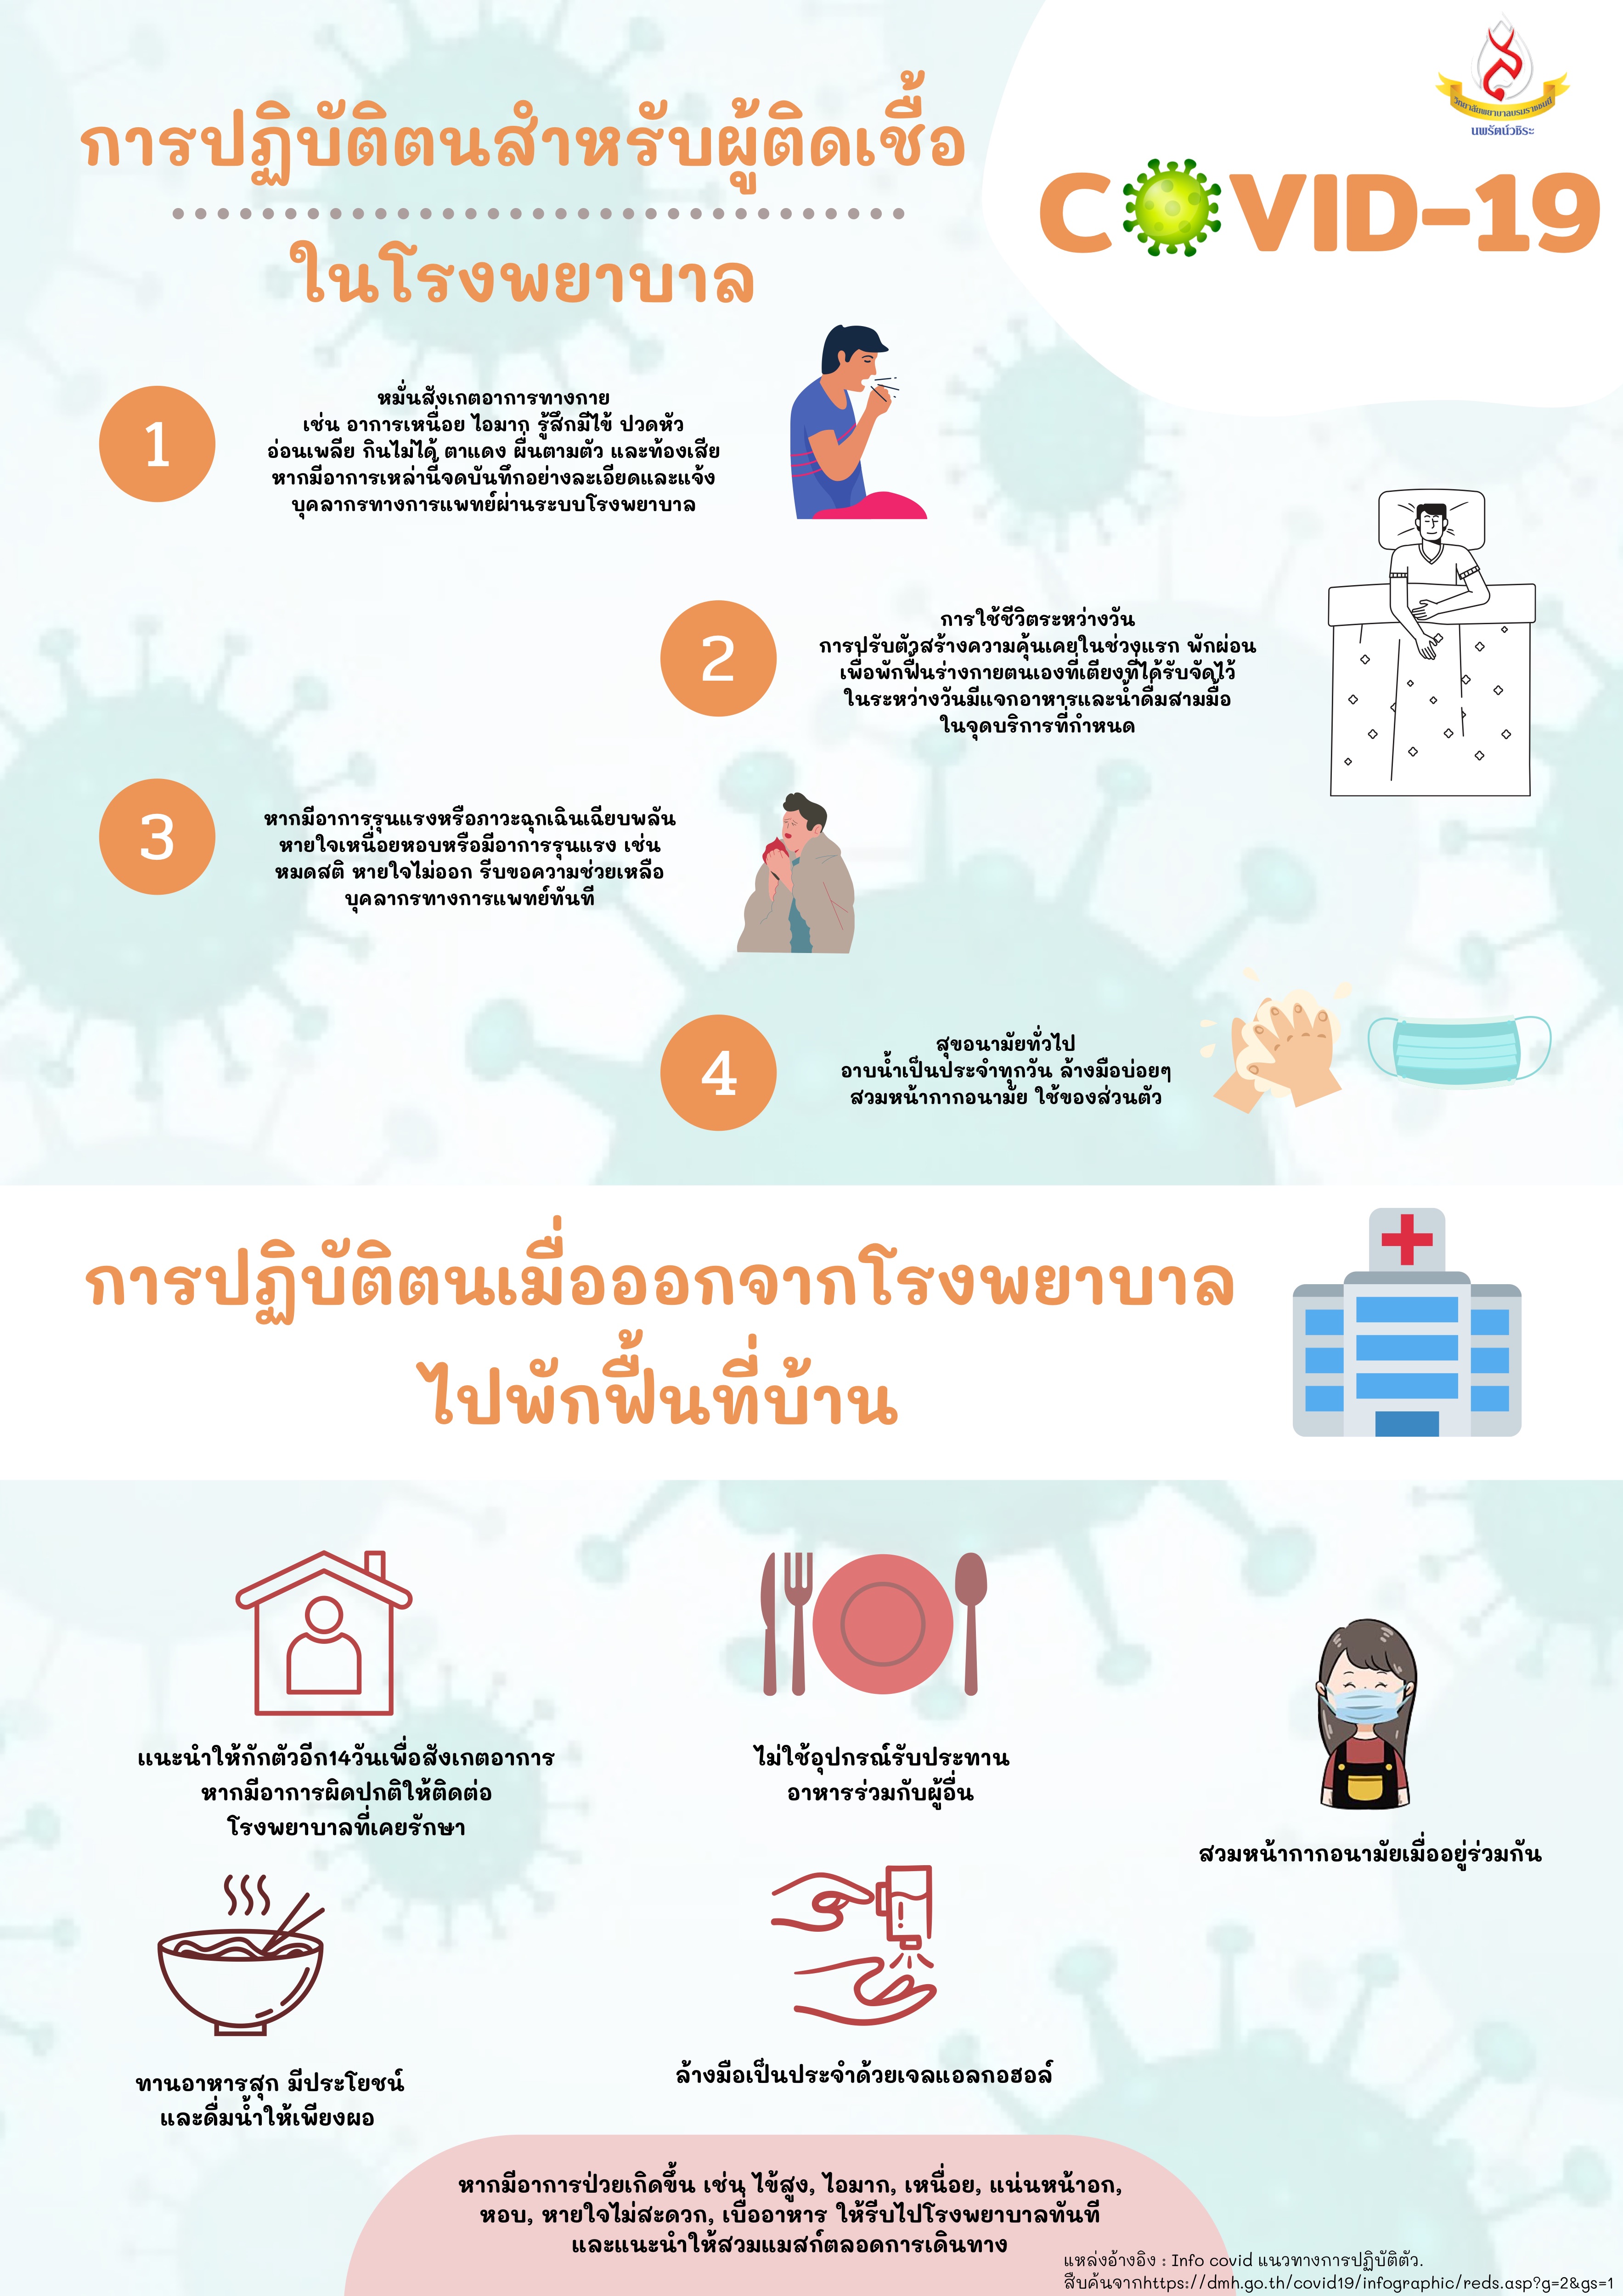 วิทยาลัยพยาบาลบรมราชชนนี
นพรัตน์วชิระ
การปฏิบัติตนสำหรับผู้ติดเชื้อ
COVID-19
ในโรงพยาบาล
1
หมั่นสังเกตอาการทางกาย
เช่น อาการเหนื่อย ไอมาก รู้สึกมีไข้ ปวดหัว
อ่อนเพลีย กินไม่ได้ ตาแดง ผื่นตามตัว และท้องเสีย
หากมีอาการเหล่านี้จดบันทึกอย่างละเอียดและแจ้ง
บุคลากรทางการแพทย์ผ่านระบบโรงพยาบาล
2
การใช้ชีวิตระหว่างวัน
การปรับตัวสร้างความคุ้นเคยในช่วงแรก พักผ่อน
เพื่อพักฟื้นร่างกายตนเองที่เตียงที่ได้รับจัดไว้
ในระหว่างวันมีแจกอาหารและน้ำดื่มสามมื้อ
ในจุดบริการที่กำหนด
3
หากมีอาการรุนแรงหรือภาวะฉุกเฉินเฉียบพลัน
หายใจเหนื่อยหอบหรือมีอาการรุนแรง เช่น
หมดสติ หายใจไม่ออก รีบขอความช่วยเหลือ
บุคลากรทางการแพทย์ทันที
4
สุขอนามัยทั่วไป
อาบน้ำเป็นประจำทุกวัน ล้างมือบ่อยๆ
สวมหน้ากากอนามัย ใช้ของส่วนตัว
การปฏิบัติตนเมื่อออกจากโรงพยาบาล
ไปพักฟื้นที่บ้าน
แนะนำให้กักตัวอีก14วันเพื่อสังเกตอาการ
หากมีอาการผิดปกติให้ติดต่อ
โรงพยาบาลที่เคยรักษา
ไม่ใช้อุปกรณ์รับประทาน
อาหารร่วมกับผู้อื่น
สวมหน้ากากอนามัยเมื่ออยู่ร่วมกัน
ทานอาหารสุก มีประโยชน์
และดื่มน้ำให้เพียงผอ
ล้างมือเป็นประจำด้วยเจลแอลกอฮอล์
หากมีอาการป่วยเกิดขึ้น เช่น ไข้สูง, ไอมาก, เหนื่อย, แน่นหน้าอก,
หอบ, หายใจไม่สะดวก, เบื่ออาหาร ให้รีบไปโรงพยาบาลทันที
และแนะนำให้สวมแมสก์ตลอดการเดินทาง
แหล่งอ้างอิง : Info covid แนวทางการปฏิบัติตัว.
สืบค้นจากhttps://dmh.go.th/covid19/infographic/reds.asp?g=2&gs=1